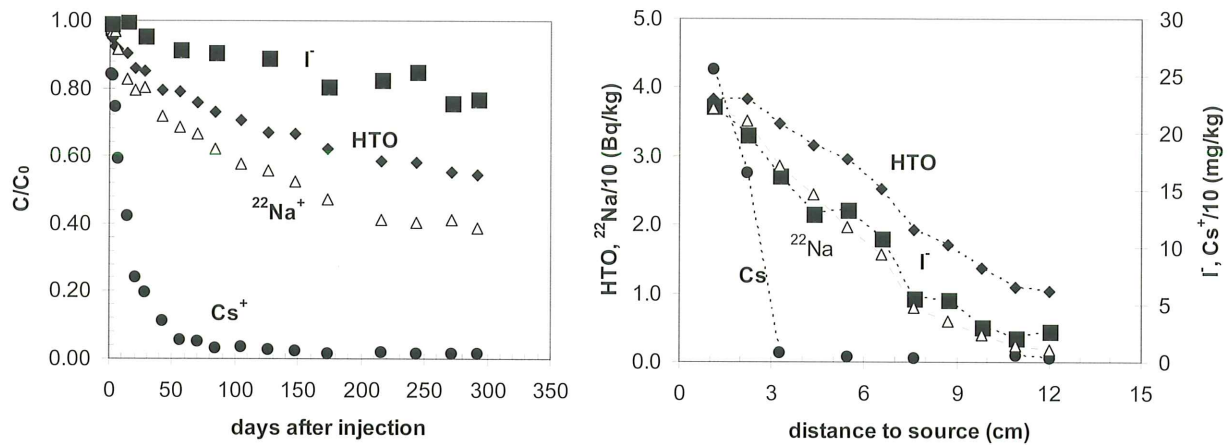 1.00
0.80
0.60
0.40
0.20
0.00
C/C₀
I⁻
HTO
²²Na⁺
Cs⁺
0 50 100 150 200 250 300 350
days after injection
5.0
4.0
3.0
2.0
1.0
0.0
HTO, ²²Na/10 (Bq/kg)
HTO
²²Na
I⁻
Cs
30
25
20
15
10
5
0
I⁻, Cs⁺/10 (mg/kg)
0 3 6 9 12 15
distance to source (cm)